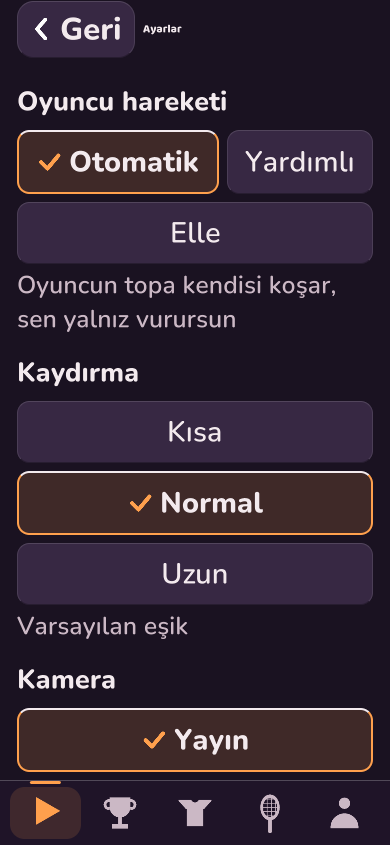 Geri
Ayarlar
Oyuncu hareketi
Otomatik
Yardımlı
Elle
Oyuncun topa kendisi koşar,
sen yalnız vurursun
Kaydırma
Kısa
Normal
Uzun
Varsayılan eşik
Kamera
Yayın